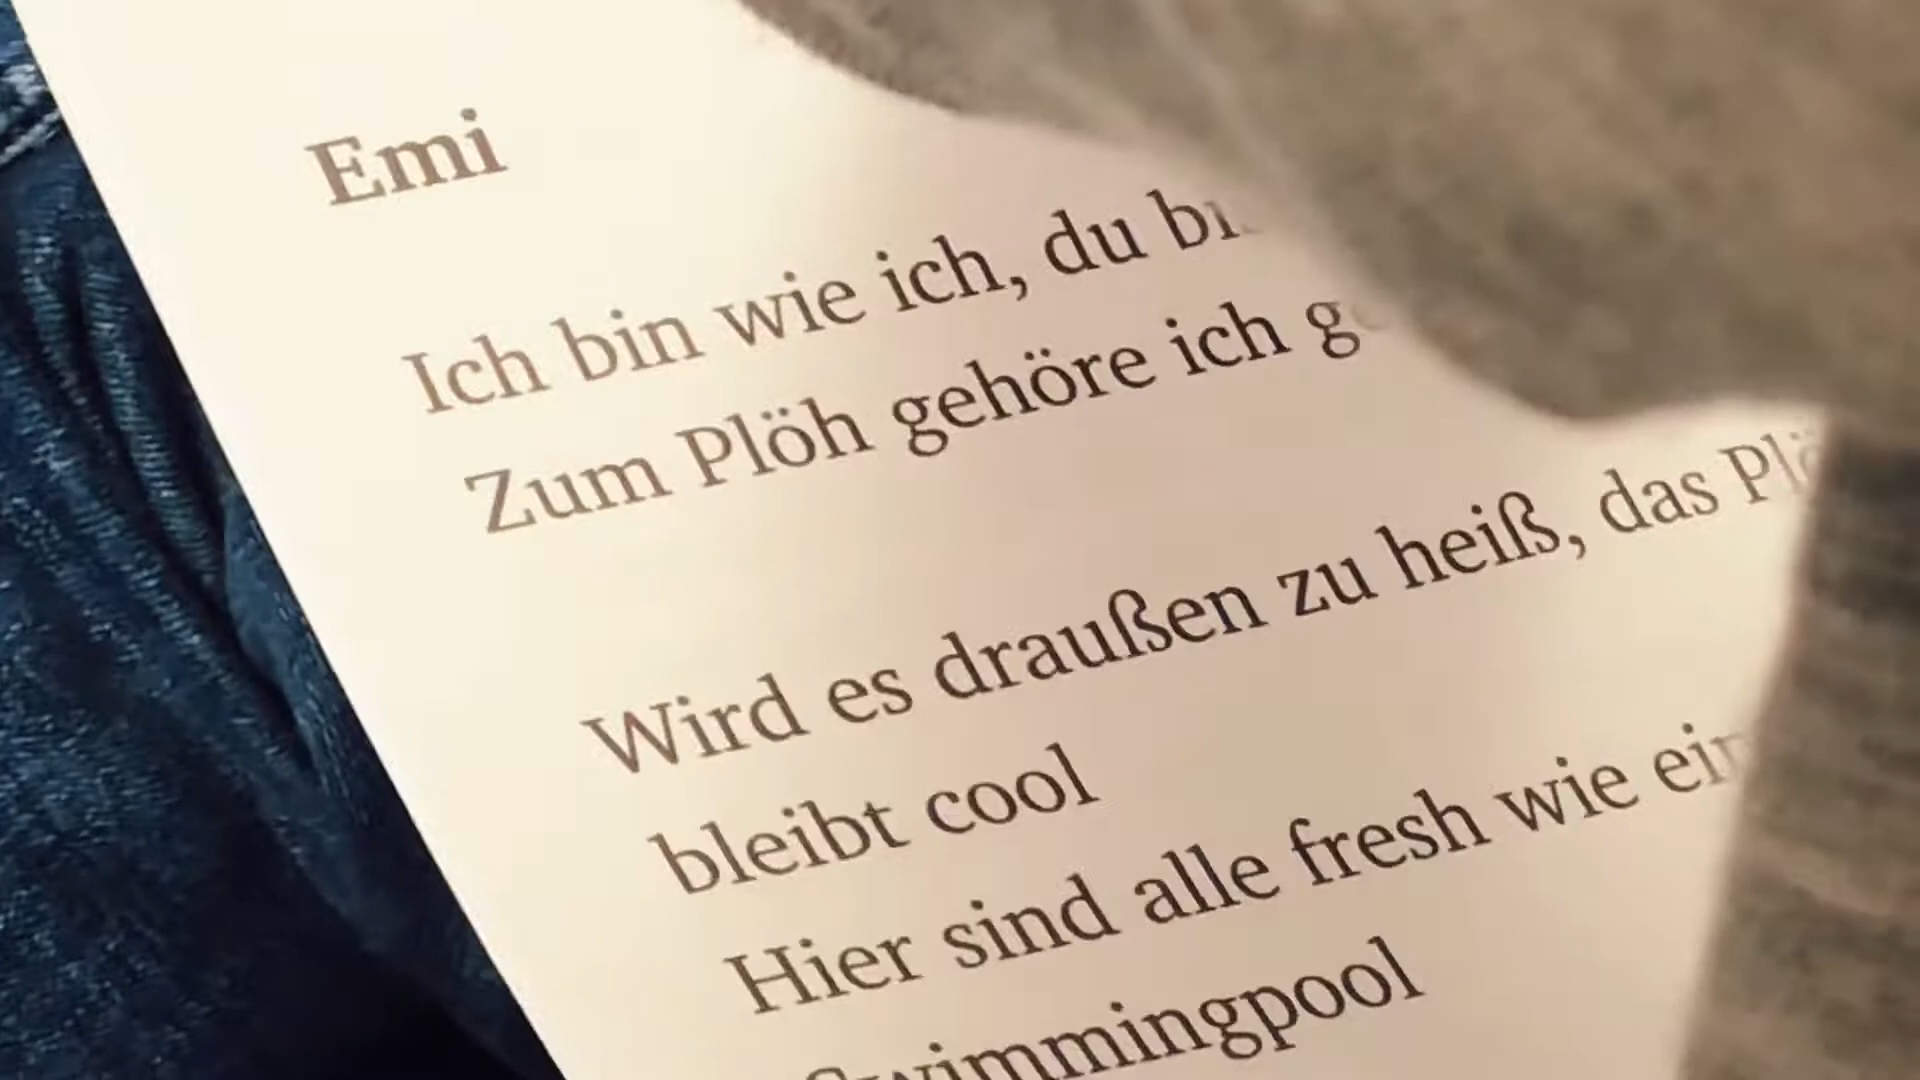 Emi
Ich bin wie ich, du
Zum Plöh gehöre ich
Wird es draußen zu heiß, das
bleibt cool
Hier sind alle fresh wie
Swimmingpool